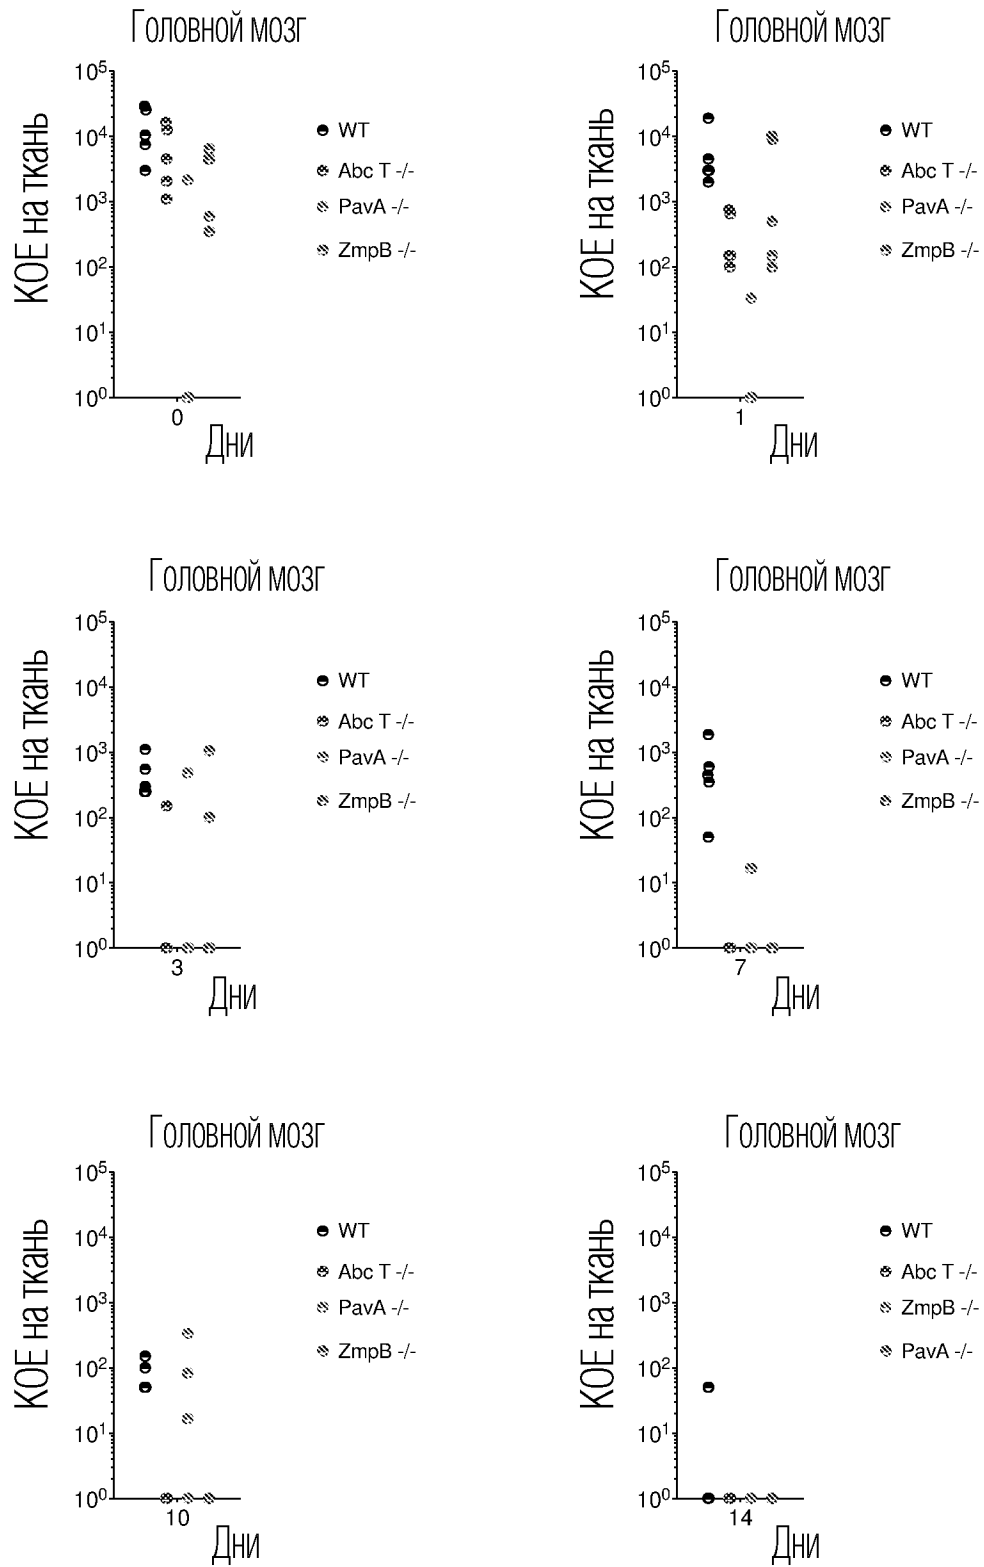 Головной мозг
КОЕ на ткань
10⁵
10⁴
10³
10²
10¹
10⁰
0
Дни
WT
Abc T -/-
PavA -/-
ZmpB -/-
Головной мозг
КОЕ на ткань
10⁵
10⁴
10³
10²
10¹
10⁰
1
Дни
WT
Abc T -/-
PavA -/-
ZmpB -/-
Головной мозг
КОЕ на ткань
10⁵
10⁴
10³
10²
10¹
10⁰
3
Дни
WT
Abc T -/-
PavA -/-
ZmpB -/-
Головной мозг
КОЕ на ткань
10⁵
10⁴
10³
10²
10¹
10⁰
7
Дни
WT
Abc T -/-
PavA -/-
ZmpB -/-
Головной мозг
КОЕ на ткань
10⁵
10⁴
10³
10²
10¹
10⁰
10
Дни
WT
Abc T -/-
PavA -/-
ZmpB -/-
Головной мозг
КОЕ на ткань
10⁵
10⁴
10³
10²
10¹
10⁰
14
Дни
WT
Abc T -/-
ZmpB -/-
PavA -/-